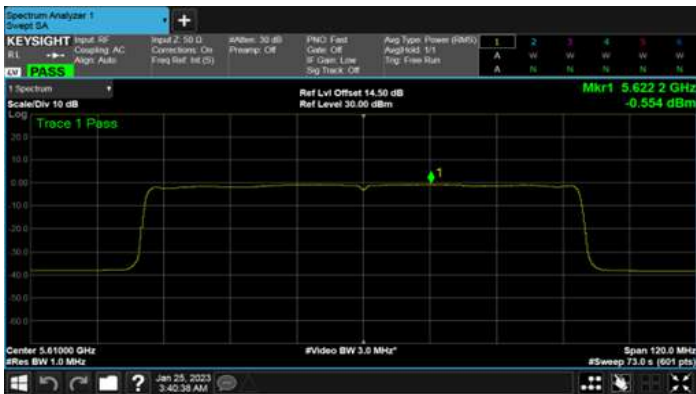 Spectrum Analyzer 1
Swept SA
+
KEYSIGHT Input: RF Input Z: 50 Ω #Atten: 30 dB PNO: Fast Avg Type: Power (RMS) 1 2 3 4 5 6
RL Coupling: AC Corrections: On Preamp: Off Gate: Off Avg|Hold: 1/1 A W W W W W
Align: Auto Freq Ref: Int (S) IF Gain: Low Trig: Free Run
Sig Track: Off A N N N N N
PASS
1 Spectrum
Ref Lvl Offset 14.50 dB Mkr1 5.622 2 GHz
Scale/Div 10 dB Ref Level 30.00 dBm -0.554 dBm
Log
Trace 1 Pass
20.0
10.0
0.00
-10.0
-20.0
-30.0
-40.0
-50.0
-60.0
1
Center 5.61000 GHz #Video BW 3.0 MHz* Span 120.0 MHz
#Res BW 1.0 MHz #Sweep 73.0 s (601 pts)
? Jan 25, 2023
3:40:38 AM